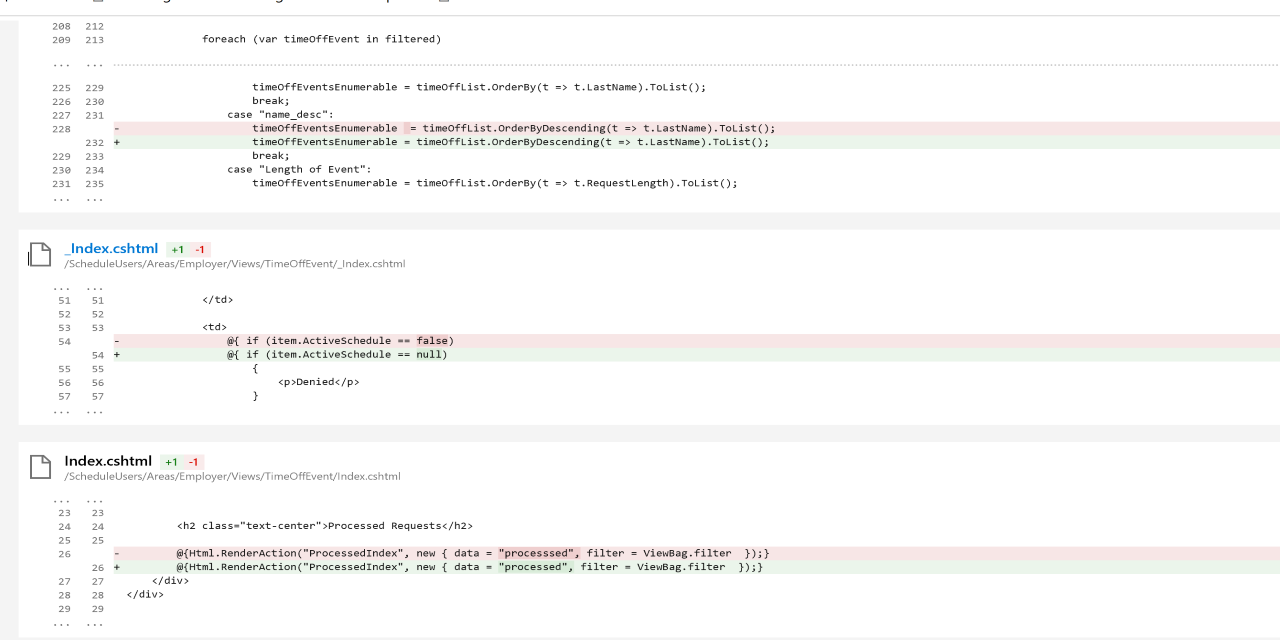 208 212
209 213 foreach (var timeOffEvent in filtered)
... ...
225 229 timeOffEventsEnumerable = timeOffList.OrderBy(t => t.LastName).ToList();
226 230 break;
227 231 case "name_desc":
228 - timeOffEventsEnumerable  = timeOffList.OrderByDescending(t => t.LastName).ToList();
232 + timeOffEventsEnumerable = timeOffList.OrderByDescending(t => t.LastName).ToList();
229 233 break;
230 234 case "Length of Event":
231 235 timeOffEventsEnumerable = timeOffList.OrderBy(t => t.RequestLength).ToList();
... ...
_Index.cshtml +1 -1
/ScheduleUsers/Areas/Employer/Views/TimeOffEvent/_Index.cshtml
... ...
51 51 </td>
52 52
53 53 <td>
54 - @{ if (item.ActiveSchedule == false)
54 + @{ if (item.ActiveSchedule == null)
55 55 {
56 56 <p>Denied</p>
57 57 }
... ...
Index.cshtml +1 -1
/ScheduleUsers/Areas/Employer/Views/TimeOffEvent/Index.cshtml
... ...
23 23
24 24 <h2 class="text-center">Processed Requests</h2>
25 25
26 - @{Html.RenderAction("ProcessedIndex", new { data = "processsed", filter = ViewBag.filter  });}
26 + @{Html.RenderAction("ProcessedIndex", new { data = "processed", filter = ViewBag.filter  });}
27 27 </div>
28 28 </div>
29 29
... ...